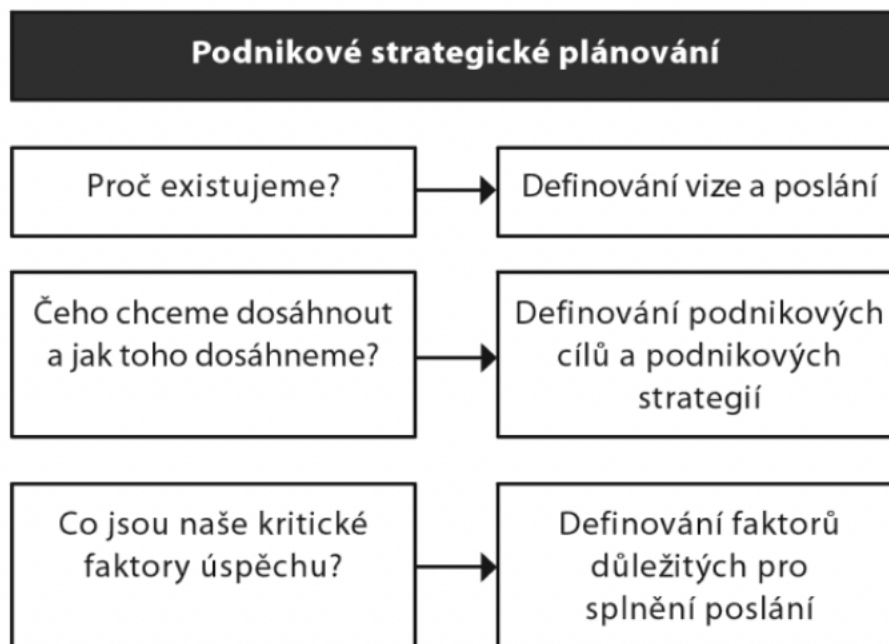 Podnikové strategické plánování
Proč existujeme?
Definování vize a poslání
Čeho chceme dosáhnout
a jak toho dosáhneme?
Definování podnikových
cílů a podnikových
strategií
Co jsou naše kritické
faktory úspěchu?
Definování faktorů
důležitých pro
splnění poslání